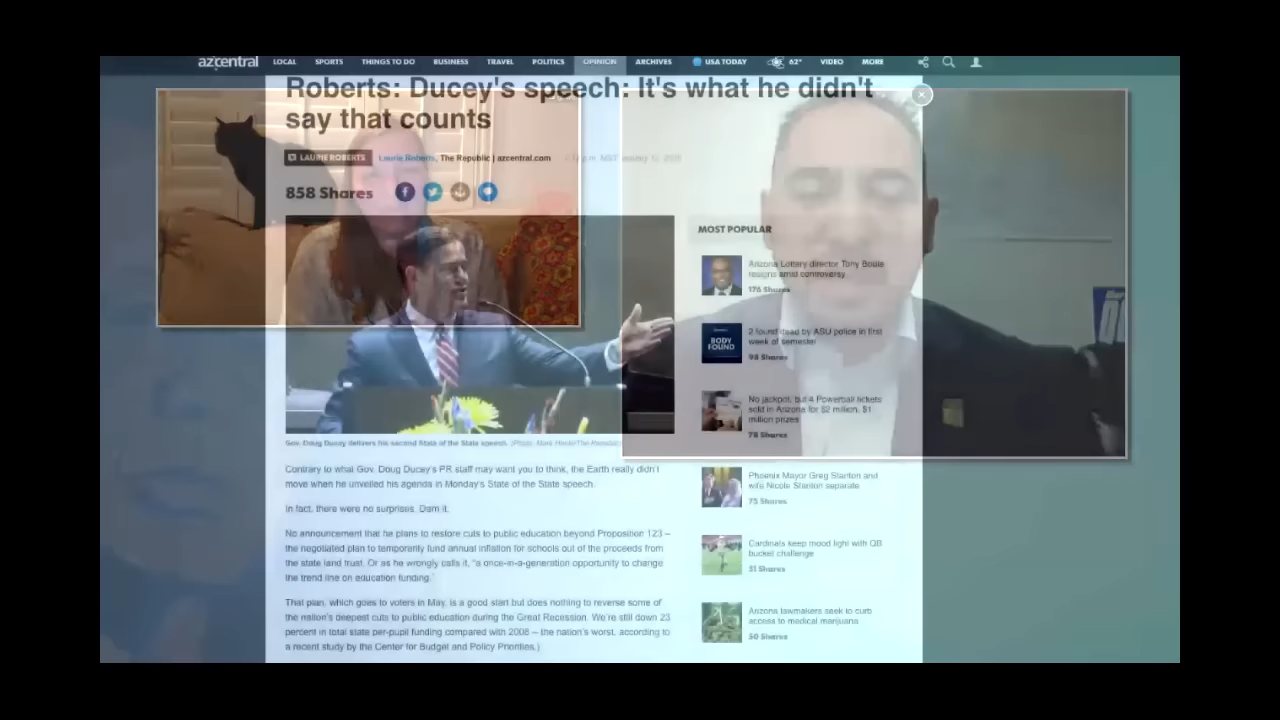 azcentral LOCAL SPORTS THINGS TO DO BUSINESS TRAVEL POLITICS OPINION ARCHIVES USA TODAY 62° VIDEO MORE
Roberts: Ducey's speech: It's what he didn't
say that counts
LAURIE ROBERTS Laurie Roberts, The Republic | azcentral.com
858 Shares
Gov. Doug Ducey delivers his second State of the State speech.
Contrary to what Gov. Doug Ducey's PR staff may want you to think, the Earth really didn't
move when he unveiled his agenda in Monday's State of the State speech.
In fact, there were no surprises. Darn it.
No announcement that he plans to restore cuts to public education beyond Proposition 123 –
the negotiated plan to temporarily fund annual inflation for schools out of the proceeds from
the state land trust. Or as he wrongly calls it, "a once-in-a-generation opportunity to change
the trend line on education funding."
That plan, which goes to voters in May, is a good start but does nothing to reverse some of
the nation's deepest cuts to public education during the Great Recession. We're still down 23
percent in total state per-pupil funding compared with 2008 – the nation's worst, according to
a recent study by the Center for Budget and Policy Priorities.)
MOST POPULAR
Arizona Lottery director Tony Bouie
resigns amid controversy
176 Shares
BODY
FOUND
2 found dead by ASU police in first
week of semester
98 Shares
No jackpot, but 4 Powerball tickets
sold in Arizona for $2 million, $1
million prizes
78 Shares
Phoenix Mayor Greg Stanton and
wife Nicole Stanton separate
75 Shares
Cardinals keep mood light with QB
bucket challenge
51 Shares
Arizona lawmakers seek to curb
access to medical marijuana
50 Shares